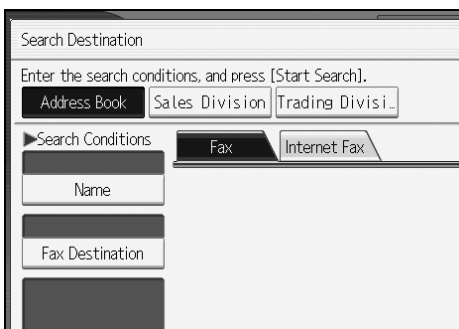 Search Destination
Enter the search conditions, and press [Start Search].
Address Book Sales Division Trading Divisi...
▶Search Conditions Fax Internet Fax
Name
Fax Destination